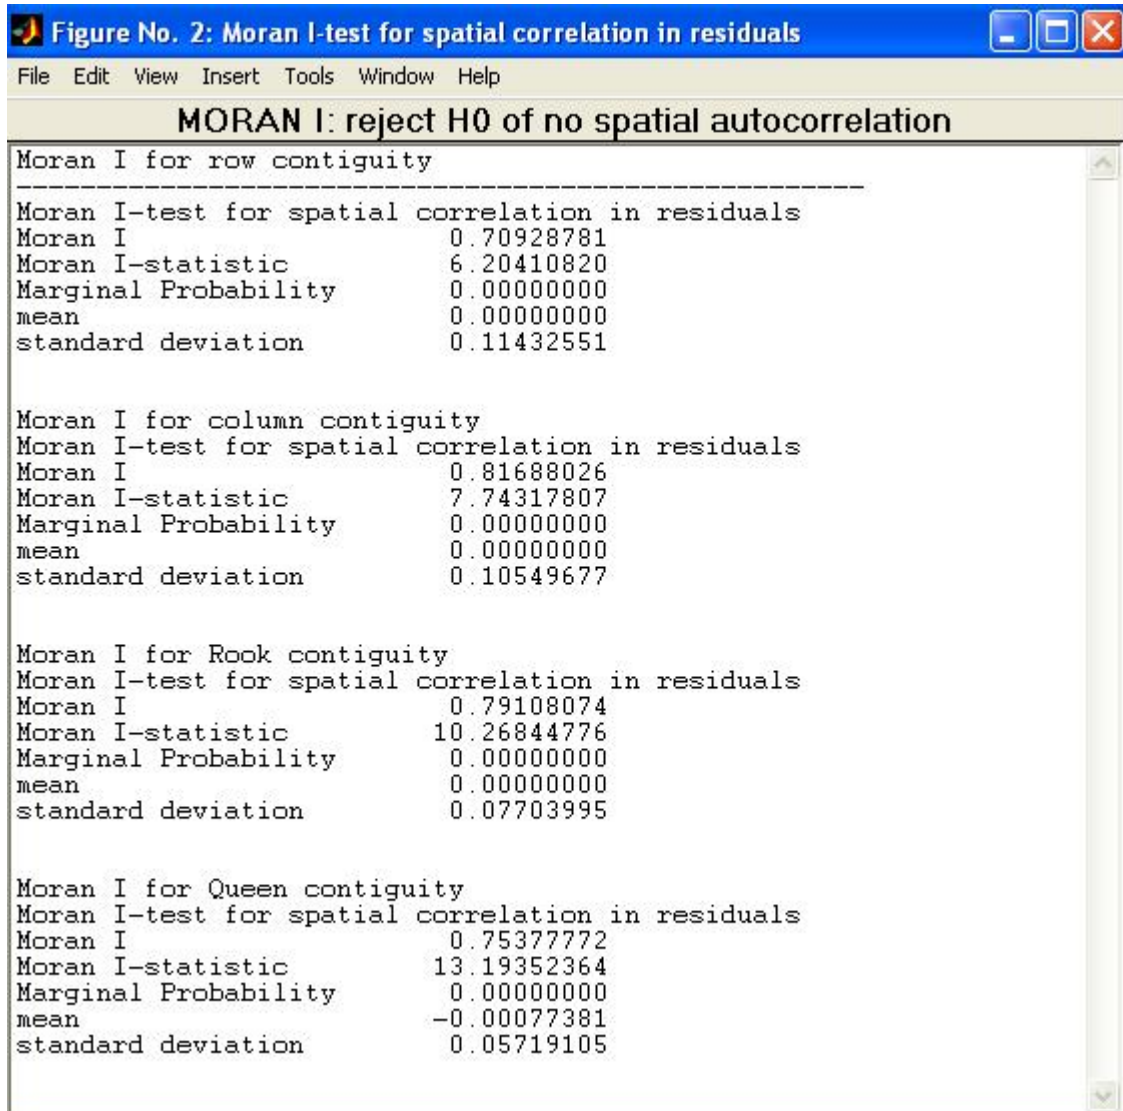 Figure No. 2: Moran I-test for spatial correlation in residuals
File Edit View Insert Tools Window Help
MORAN I: reject H0 of no spatial autocorrelation
Moran I for row contiguity
-----------------------------------------------------
Moran I-test for spatial correlation in residuals
Moran I 0.70928781
Moran I-statistic 6.20410820
Marginal Probability 0.00000000
mean 0.00000000
standard deviation 0.11432551
Moran I for column contiguity
Moran I-test for spatial correlation in residuals
Moran I 0.81688026
Moran I-statistic 7.74317807
Marginal Probability 0.00000000
mean 0.00000000
standard deviation 0.10549677
Moran I for Rook contiguity
Moran I-test for spatial correlation in residuals
Moran I 0.79108074
Moran I-statistic 10.26844776
Marginal Probability 0.00000000
mean 0.00000000
standard deviation 0.07703995
Moran I for Queen contiguity
Moran I-test for spatial correlation in residuals
Moran I 0.75377772
Moran I-statistic 13.19352364
Marginal Probability 0.00000000
mean -0.00077381
standard deviation 0.05719105